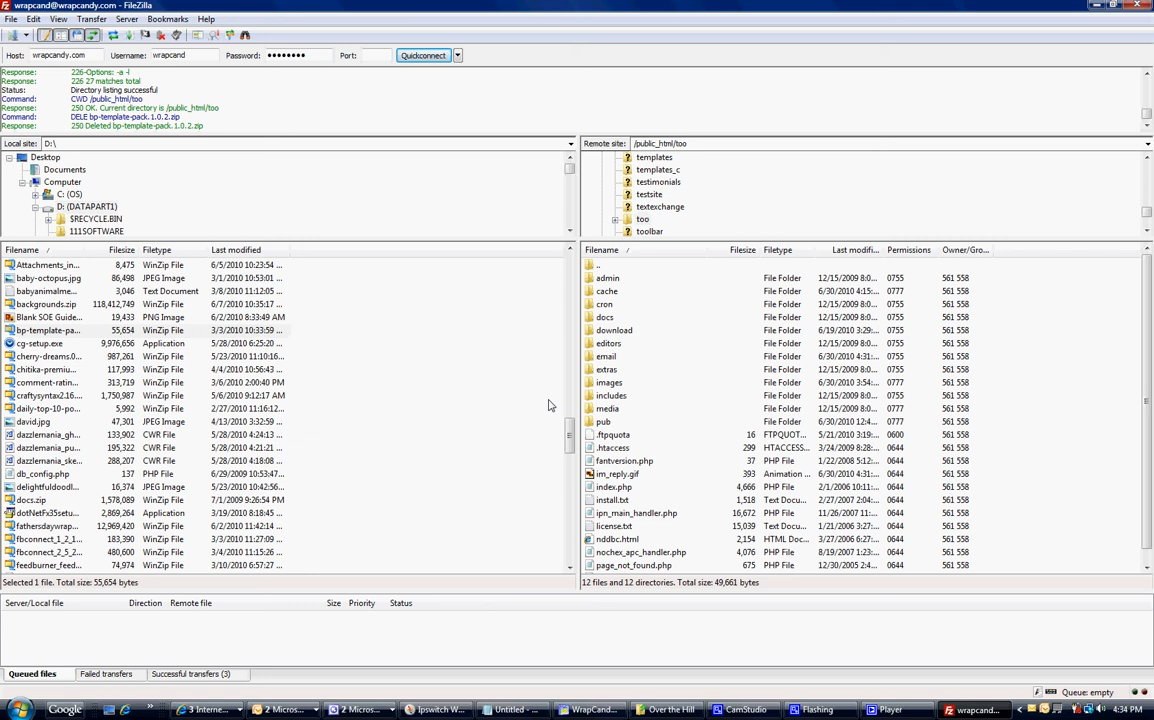 wrapcand@wrapcandy.com - FileZilla
File Edit View Transfer Server Bookmarks Help
Host: wrapcandy.com Username: wrapcand Password: •••••••• Port: Quickconnect
Response: 226-Options: -a -l
Response: 226 27 matches total
Status: Directory listing successful
Command: CWD /public_html/too
Response: 250 OK. Current directory is /public_html/too
Command: DELE bp-template-pack.1.0.2.zip
Response: 250 Deleted bp-template-pack.1.0.2.zip
Local site: D:\
Desktop
Documents
Computer
C: (OS)
D: (DATAPART1)
$RECYCLE.BIN
111SOFTWARE
Remote site: /public_html/too
templates
templates_c
testimonials
testsite
textexchange
too
toolbar
Filename / Filesize Filetype Last modified
Attachments_in... 8,475 WinZip File 6/5/2010 10:23:54 ...
baby-octopus.jpg 86,498 JPEG Image 3/1/2010 10:53:01 ...
babyanimalme... 3,046 Text Document 3/8/2010 11:12:05 ...
backgrounds.zip 118,412,749 WinZip File 6/7/2010 10:35:17 ...
Blank SOE Guide... 19,433 PNG Image 6/2/2010 8:33:49 AM
bp-template-pa... 55,654 WinZip File 3/3/2010 10:33:59 ...
cg-setup.exe 9,976,656 Application 5/28/2010 6:25:20 ...
cherry-dreams.0... 987,261 WinZip File 5/23/2010 11:10:16...
chitika-premiu... 117,993 WinZip File 4/4/2010 10:56:43 ...
comment-ratin... 313,719 WinZip File 3/6/2010 2:00:40 PM
craftysyntax2.16... 1,750,987 WinZip File 5/6/2010 9:12:17 AM
daily-top-10-po... 5,992 WinZip File 2/27/2010 11:16:12...
david.jpg 47,301 JPEG Image 4/13/2010 3:32:59 ...
dazzlemania_gh... 133,902 CWR File 5/28/2010 4:24:13 ...
dazzlemania_pu... 195,322 CWR File 5/28/2010 4:21:21 ...
dazzlemania_ske... 288,207 CWR File 5/28/2010 4:18:08 ...
db_config.php 137 PHP File 6/29/2009 10:53:47...
delightfuldoodl... 16,374 JPEG Image 5/23/2010 10:42:56...
docs.zip 1,578,089 WinZip File 7/1/2009 9:26:54 PM
dotNetFx35setu... 2,869,264 Application 3/19/2010 8:18:45 ...
fathersdaywrap... 12,969,420 WinZip File 6/2/2010 11:42:14 ...
fbconnect_1_2_1... 183,390 WinZip File 3/3/2010 11:27:09 ...
fbconnect_2_5_2... 480,600 WinZip File 3/4/2010 11:15:26 ...
feedburner_feed... 74,974 WinZip File 3/10/2010 6:57:27 ...
Selected 1 file. Total size: 55,654 bytes
Filename / Filesize Filetype Last modifi... Permissions Owner/Gro...
..
admin File Folder 12/15/2009 8:0... 0755 561 558
cache File Folder 6/30/2010 4:15:... 0777 561 558
cron File Folder 12/15/2009 8:0... 0755 561 558
docs File Folder 12/15/2009 8:0... 0755 561 558
download File Folder 6/19/2010 3:29:... 0755 561 558
editors File Folder 12/15/2009 8:0... 0755 561 558
email File Folder 6/30/2010 4:31:... 0755 561 558
extras File Folder 12/15/2009 8:0... 0755 561 558
images File Folder 6/30/2010 3:54:... 0777 561 558
includes File Folder 12/15/2009 8:0... 0755 561 558
media File Folder 12/15/2009 8:0... 0777 561 558
pub File Folder 6/30/2010 12:4... 0777 561 558
.ftpquota 16 FTPQUOT... 5/21/2010 3:19:... 0600 561 558
.htaccess 299 HTACCESS... 3/24/2009 8:28:... 0644 561 558
fantversion.php 37 PHP File 1/22/2008 5:12:... 0644 561 558
im_reply.gif 393 Animation ... 6/30/2010 4:31:... 0644 561 558
index.php 4,666 PHP File 2/1/2006 10:11:... 0644 561 558
install.txt 1,518 Text Docu... 2/27/2007 2:04:... 0644 561 558
ipn_main_handler.php 16,672 PHP File 11/26/2007 11:... 0644 561 558
license.txt 15,039 Text Docu... 1/21/2006 3:27:... 0644 561 558
nddbc.html 2,154 HTML Doc... 3/27/2006 4:27:... 0644 561 558
nochex_apc_handler.php 4,076 PHP File 8/19/2007 1:23:... 0644 561 558
page_not_found.php 675 PHP File 12/30/2005 2:4... 0644 561 558
12 files and 12 directories. Total size: 49,661 bytes
Server/Local file Direction Remote file Size Priority Status
Queued files Failed transfers Successful transfers (3)
Queue: empty
Google 3 Interne... 2 Micros... 2 Micros... Ipswitch W... Untitled - ... WrapCand... Over the Hill CamStudio Flashing Player wrapcand... 4:34 PM